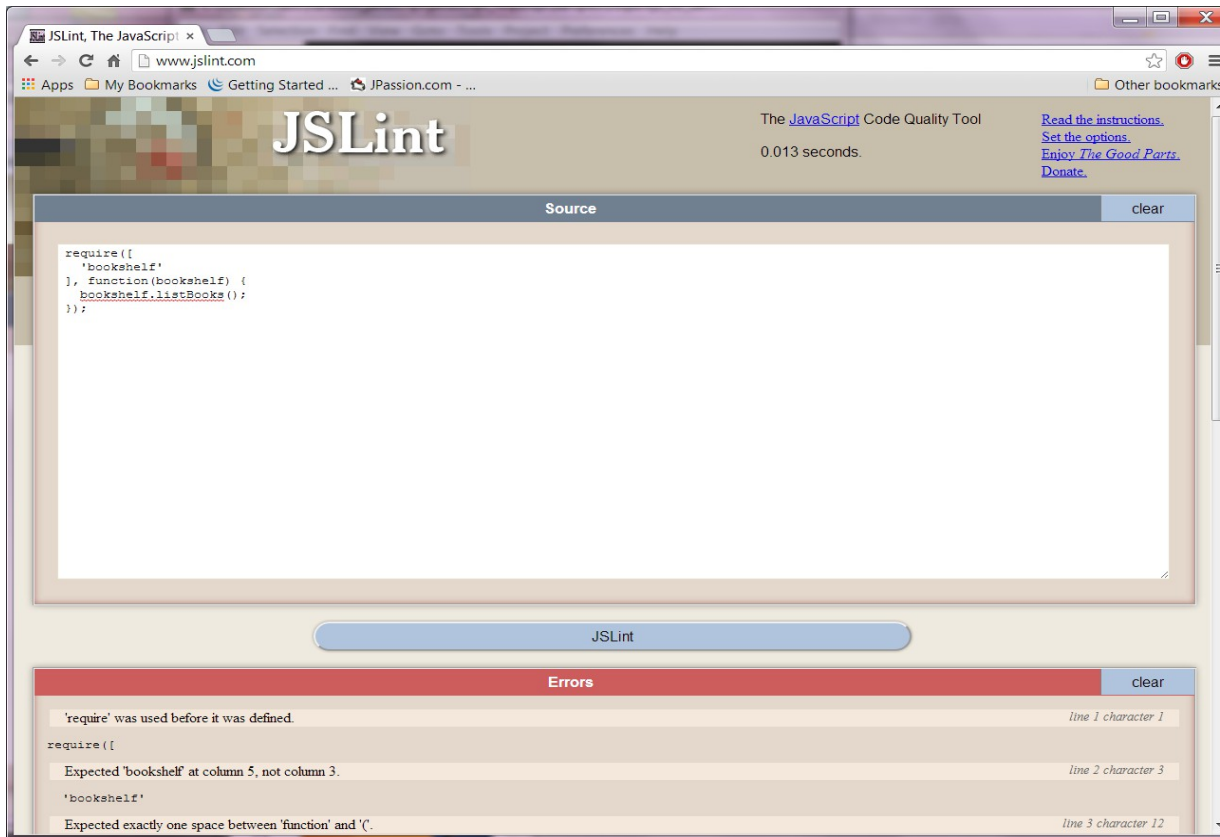 JSLint, The JavaScript
www.jslint.com
Apps My Bookmarks Getting Started ... JPassion.com - ... Other bookmarks
JSLint
The JavaScript Code Quality Tool
0.013 seconds.
Read the instructions.
Set the options.
Enjoy The Good Parts.
Donate.
Source clear
require([
  'bookshelf'
], function(bookshelf) {
  bookshelf.listBooks();
});
JSLint
Errors clear
'require' was used before it was defined. line 1 character 1
require([
Expected 'bookshelf' at column 5, not column 3. line 2 character 3
'bookshelf'
Expected exactly one space between 'function' and '('. line 3 character 12